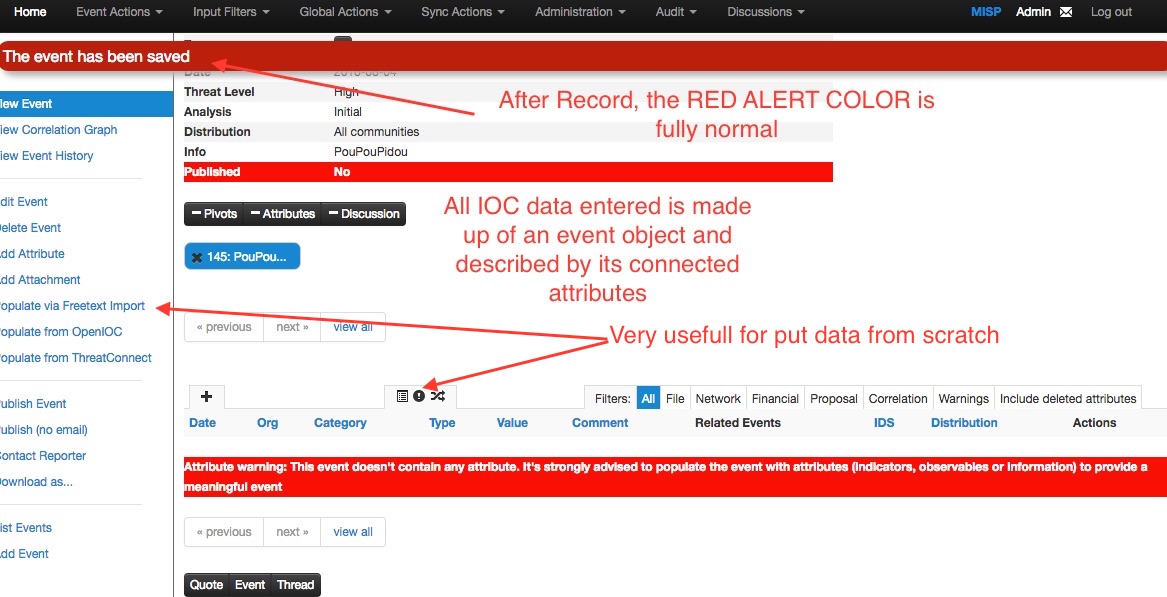 Home Event Actions Input Filters Global Actions Sync Actions Administration Audit Discussions MISP Admin Log out
The event has been saved
Date
Threat Level High
Analysis Initial
Distribution All communities
Info PouPouPidou
Published No
After Record, the RED ALERT COLOR is
fully normal
iew Event
iew Correlation Graph
iew Event History
dit Event
elete Event
dd Attribute
dd Attachment
opulate via Freetext Import
opulate from OpenIOC
opulate from ThreatConnect
ublish Event
ublish (no email)
ontact Reporter
ownload as...
ist Events
dd Event
Pivots Attributes Discussion
145: PouPou...
All IOC data entered is made
up of an event object and
described by its connected
attributes
« previous next » view all
Very usefull for put data from scratch
+ Filters: All File Network Financial Proposal Correlation Warnings Include deleted attributes
Date Org Category Type Value Comment Related Events IDS Distribution Actions
Attribute warning: This event doesn't contain any attribute. It's strongly advised to populate the event with attributes (indicators, observables or information) to provide a
meaningful event
« previous next » view all
Quote Event Thread